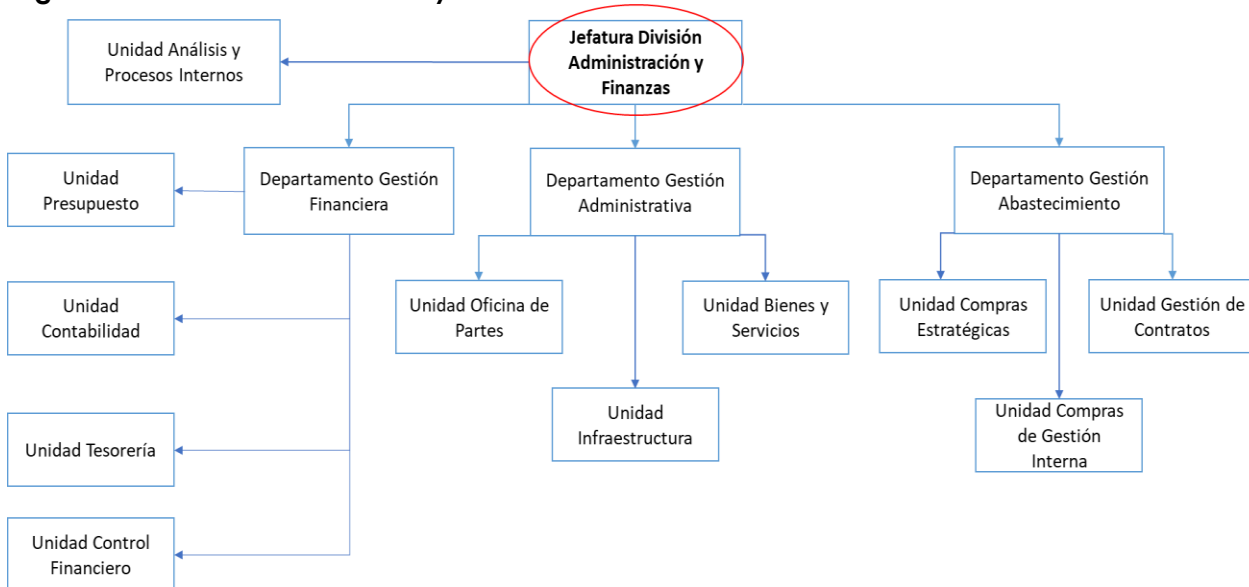 Jefatura División
Administración y
Finanzas
Unidad Análisis y
Procesos Internos
Departamento Gestión
Financiera
Departamento Gestión
Administrativa
Departamento Gestión
Abastecimiento
Unidad
Presupuesto
Unidad
Contabilidad
Unidad Tesorería
Unidad Control
Financiero
Unidad Oficina de
Partes
Unidad Bienes y
Servicios
Unidad
Infraestructura
Unidad Compras
Estratégicas
Unidad Gestión de
Contratos
Unidad Compras
de Gestión
Interna